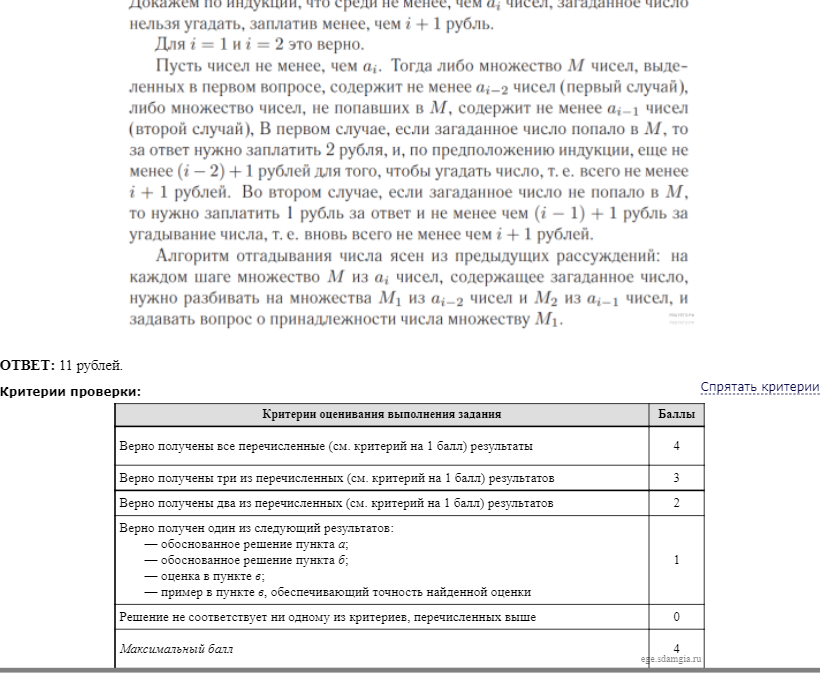 Докажем по индукции, что среди не менее, чем aᵢ чисел, загаданное число
нельзя угадать, заплатив менее, чем i + 1 рубль.
Для i = 1 и i = 2 это верно.
Пусть чисел не менее, чем aᵢ. Тогда либо множество M чисел, выде-
ленных в первом вопросе, содержит не менее aᵢ₋₂ чисел (первый случай),
либо множество чисел, не попавших в M, содержит не менее aᵢ₋₁ чисел
(второй случай), В первом случае, если загаданное число попало в M, то
за ответ нужно заплатить 2 рубля, и, по предположению индукции, еще не
менее (i − 2) + 1 рублей для того, чтобы угадать число, т. е. всего не менее
i + 1 рублей. Во втором случае, если загаданное число не попало в M,
то нужно заплатить 1 рубль за ответ и не менее чем (i − 1) + 1 рубль за
угадывание числа, т. е. вновь всего не менее чем i + 1 рублей.
Алгоритм отгадывания числа ясен из предыдущих рассуждений: на
каждом шаге множество M из aᵢ чисел, содержащее загаданное число,
нужно разбивать на множества M₁ из aᵢ₋₂ чисел и M₂ из aᵢ₋₁ чисел, и
задавать вопрос о принадлежности числа множеству M₁.
ОТВЕТ: 11 рублей.
Критерии проверки:
Спрятать критерии
Критерии оценивания выполнения задания Баллы
Верно получены все перечисленные (см. критерий на 1 балл) результаты 4
Верно получены три из перечисленных (см. критерий на 1 балл) результатов 3
Верно получены два из перечисленных (см. критерий на 1 балл) результатов 2
Верно получен один из следующий результатов:
— обоснованное решение пункта а;
— обоснованное решение пункта б;
— оценка в пункте в;
— пример в пункте в, обеспечивающий точность найденной оценки
1
Решение не соответствует ни одному из критериев, перечисленных выше 0
Максимальный балл 4
ege.sdamgia.ru